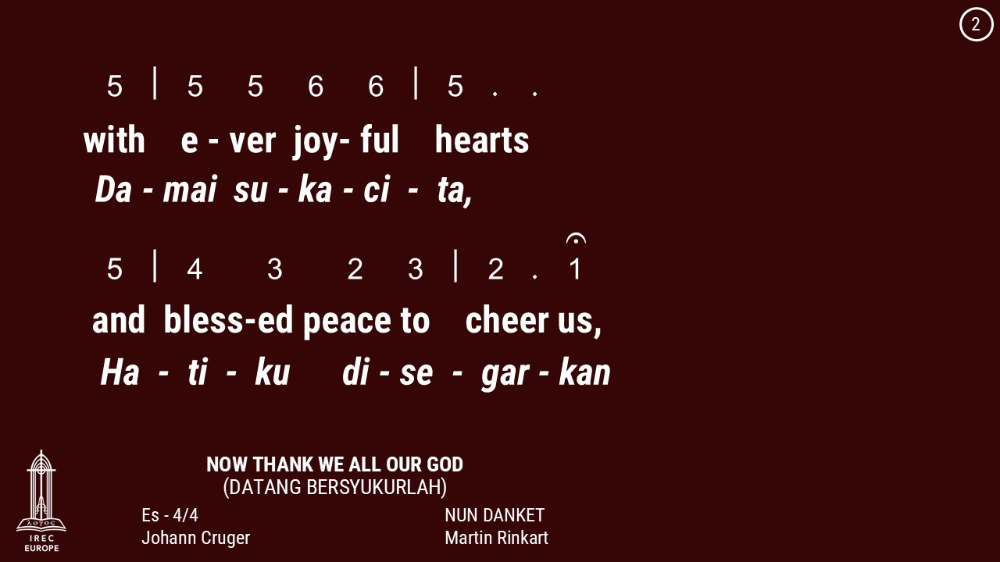 2
5 | 5 5 6 6 | 5 . .
with e - ver joy- ful hearts
Da - mai su - ka - ci - ta,
5 | 4 3 2 3 | 2 . 1
and bless-ed peace to cheer us,
Ha - ti - ku di - se - gar - kan
NOW THANK WE ALL OUR GOD
(DATANG BERSYUKURLAH)
Es - 4/4 NUN DANKET
Johann Cruger Martin Rinkart
λογος
IREC
EUROPE